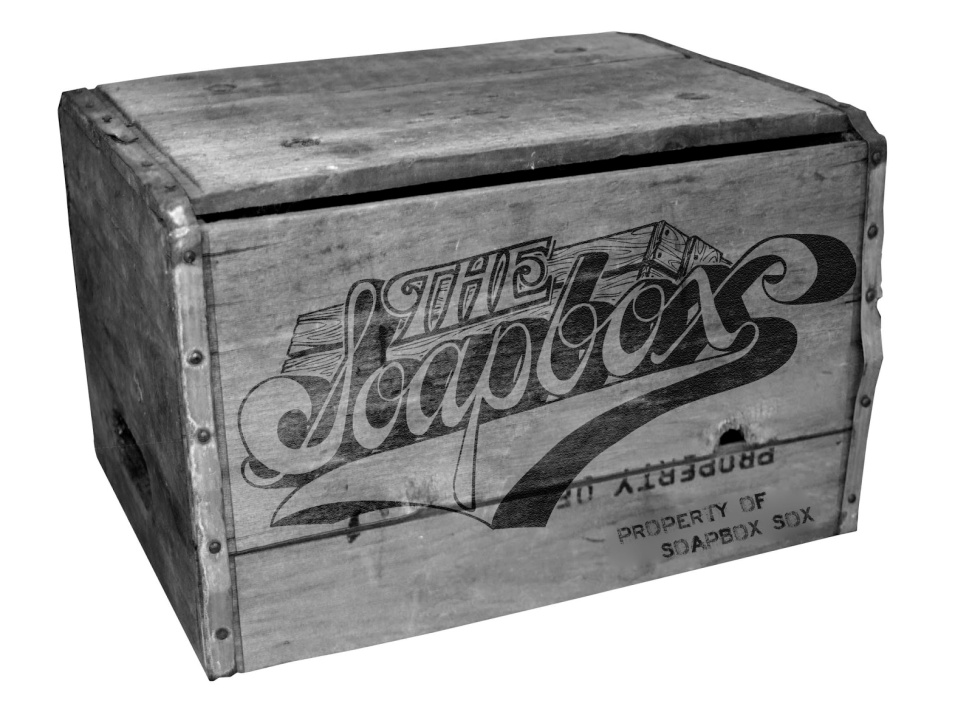 THE
Soapbox
PROPERTY OF
PROPERTY OF
SOAPBOX SOX